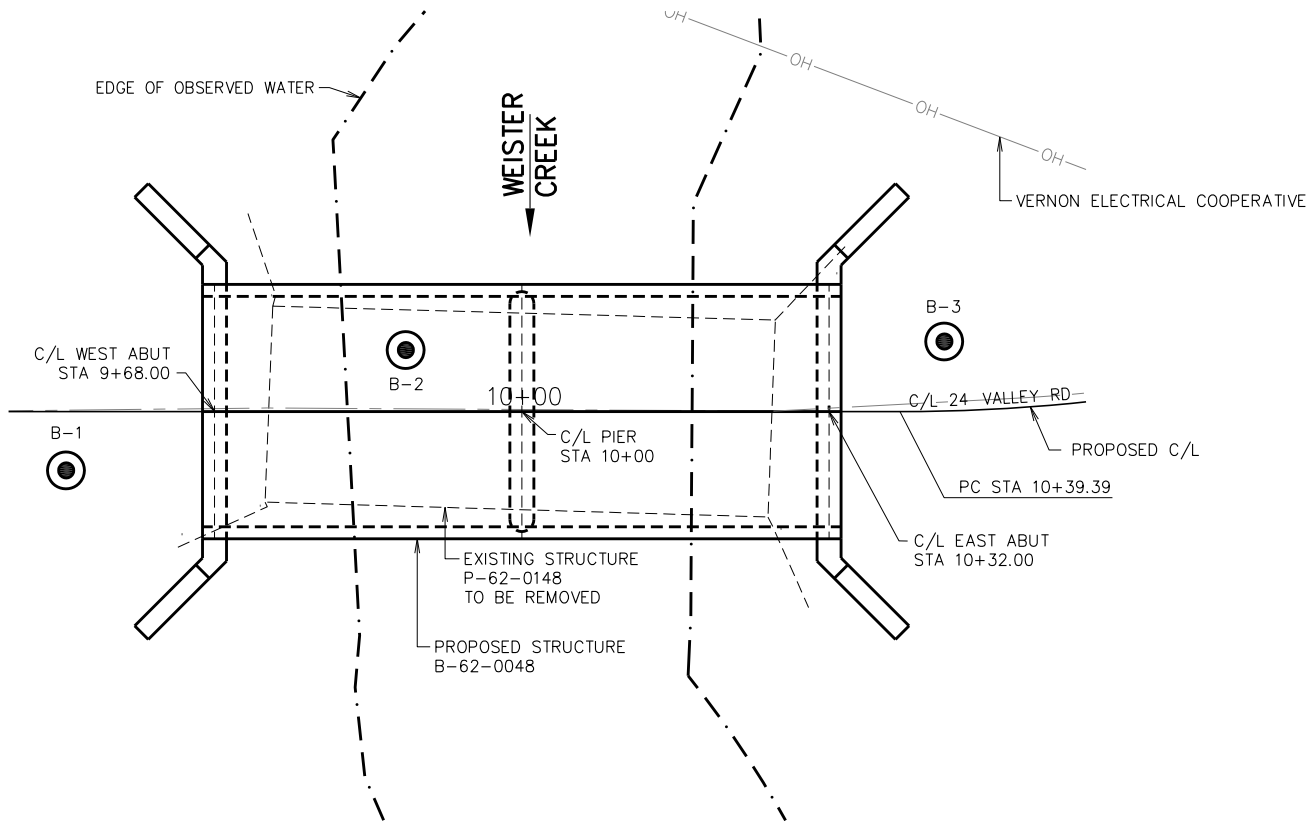 OH
OH
OH
OH
EDGE OF OBSERVED WATER
WEISTER
CREEK
VERNON ELECTRICAL COOPERATIVE
B-3
C/L WEST ABUT
STA 9+68.00
B-2
10+00
C/L 24 VALLEY RD
B-1
C/L PIER
STA 10+00
PROPOSED C/L
PC STA 10+39.39
C/L EAST ABUT
STA 10+32.00
EXISTING STRUCTURE
P-62-0148
TO BE REMOVED
PROPOSED STRUCTURE
B-62-0048